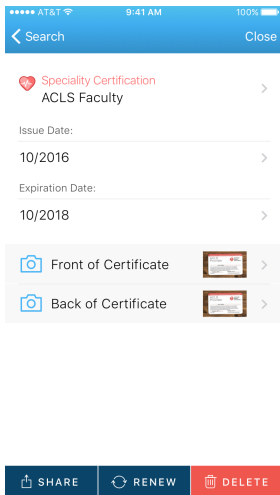 AT&T 9:41 AM 100%
Search Close
Speciality Certification
ACLS Faculty
Issue Date:
10/2016
Expiration Date:
10/2018
Front of Certificate
Back of Certificate
SHARE RENEW DELETE